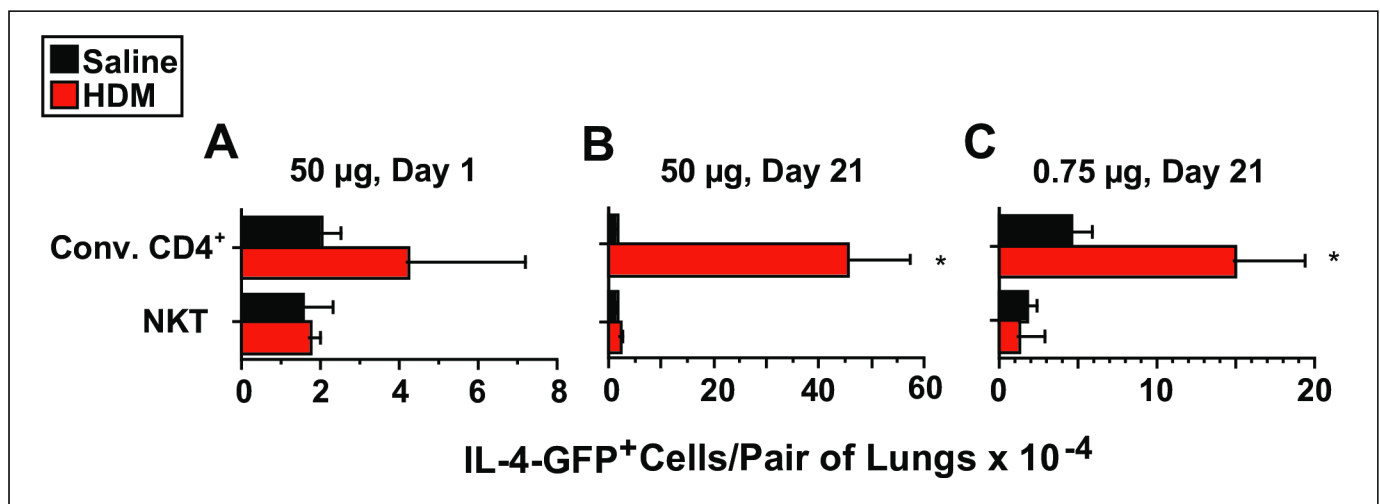 Saline
HDM
A
50 µg, Day 1
B
50 µg, Day 21
C
0.75 µg, Day 21
Conv. CD4+
NKT
* 
*
0 2 4 6 8
0 20 40 60
0 10 20
IL-4-GFP+Cells/Pair of Lungs x 10-4